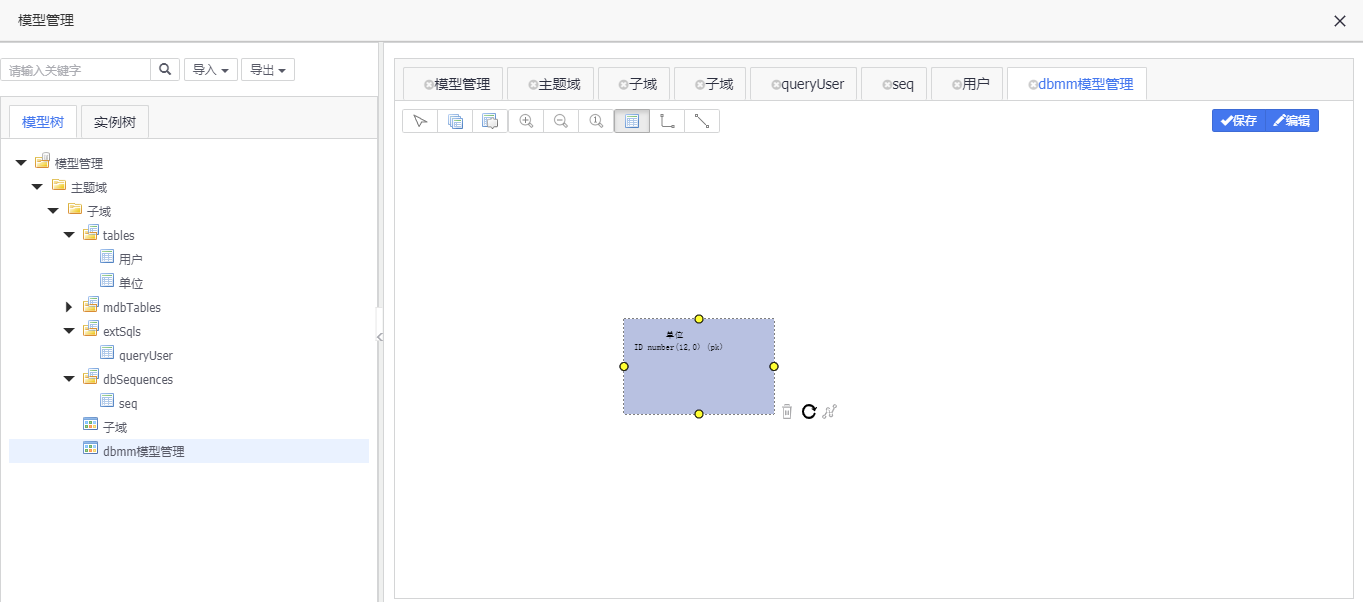 模型管理
请输入关键字 导入 导出
模型树 实例树
模型管理
主题域
子域
tables
用户
单位
mdbTables
extSqls
queryUser
dbSequences
seq
子域
dbmm模型管理
模型管理 主题域 子域 子域 queryUser seq 用户 dbmm模型管理
1 保存 编辑
单位
ID number(12,0) (pk)